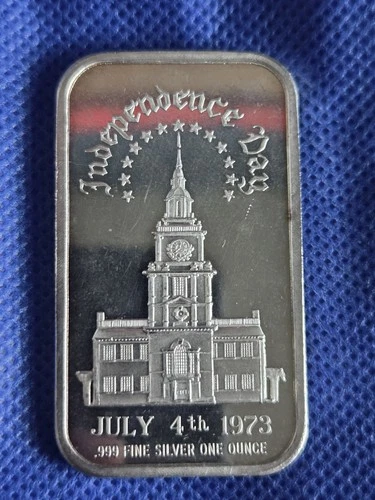 Independence Day
JULY 4th 1973
.999 FINE SILVER ONE OUNCE